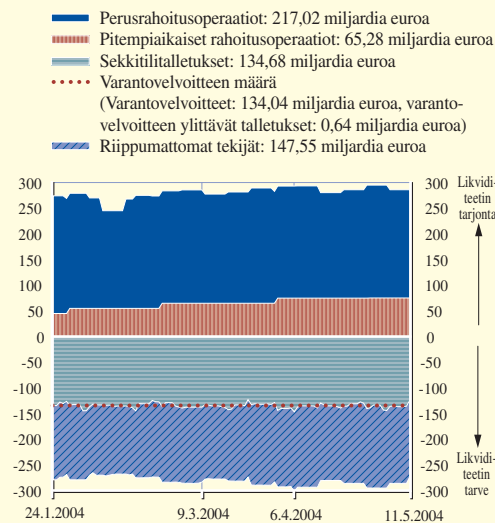 Perusrahoitusoperaatiot: 217,02 miljardia euroa
Pitempiaikaiset rahoitusoperaatiot: 65,28 miljardia euroa
Sekkitilitalletukset: 134,68 miljardia euroa
Varantovelvoitteen määrä
(Varantovelvoitteet: 134,04 miljardia euroa, varanto-
velvoitteen ylittävät talletukset: 0,64 miljardia euroa)
Riippumattomat tekijät: 147,55 miljardia euroa
300 300
250 250
200 200
150 150
100 100
50 50
0 0
-50 -50
-100 -100
-150 -150
-200 -200
-250 -250
-300 -300
Likvidi-
teetin
tarjonta
Likvidi-
teetin
tarve
24.1.2004 9.3.2004 6.4.2004 11.5.2004